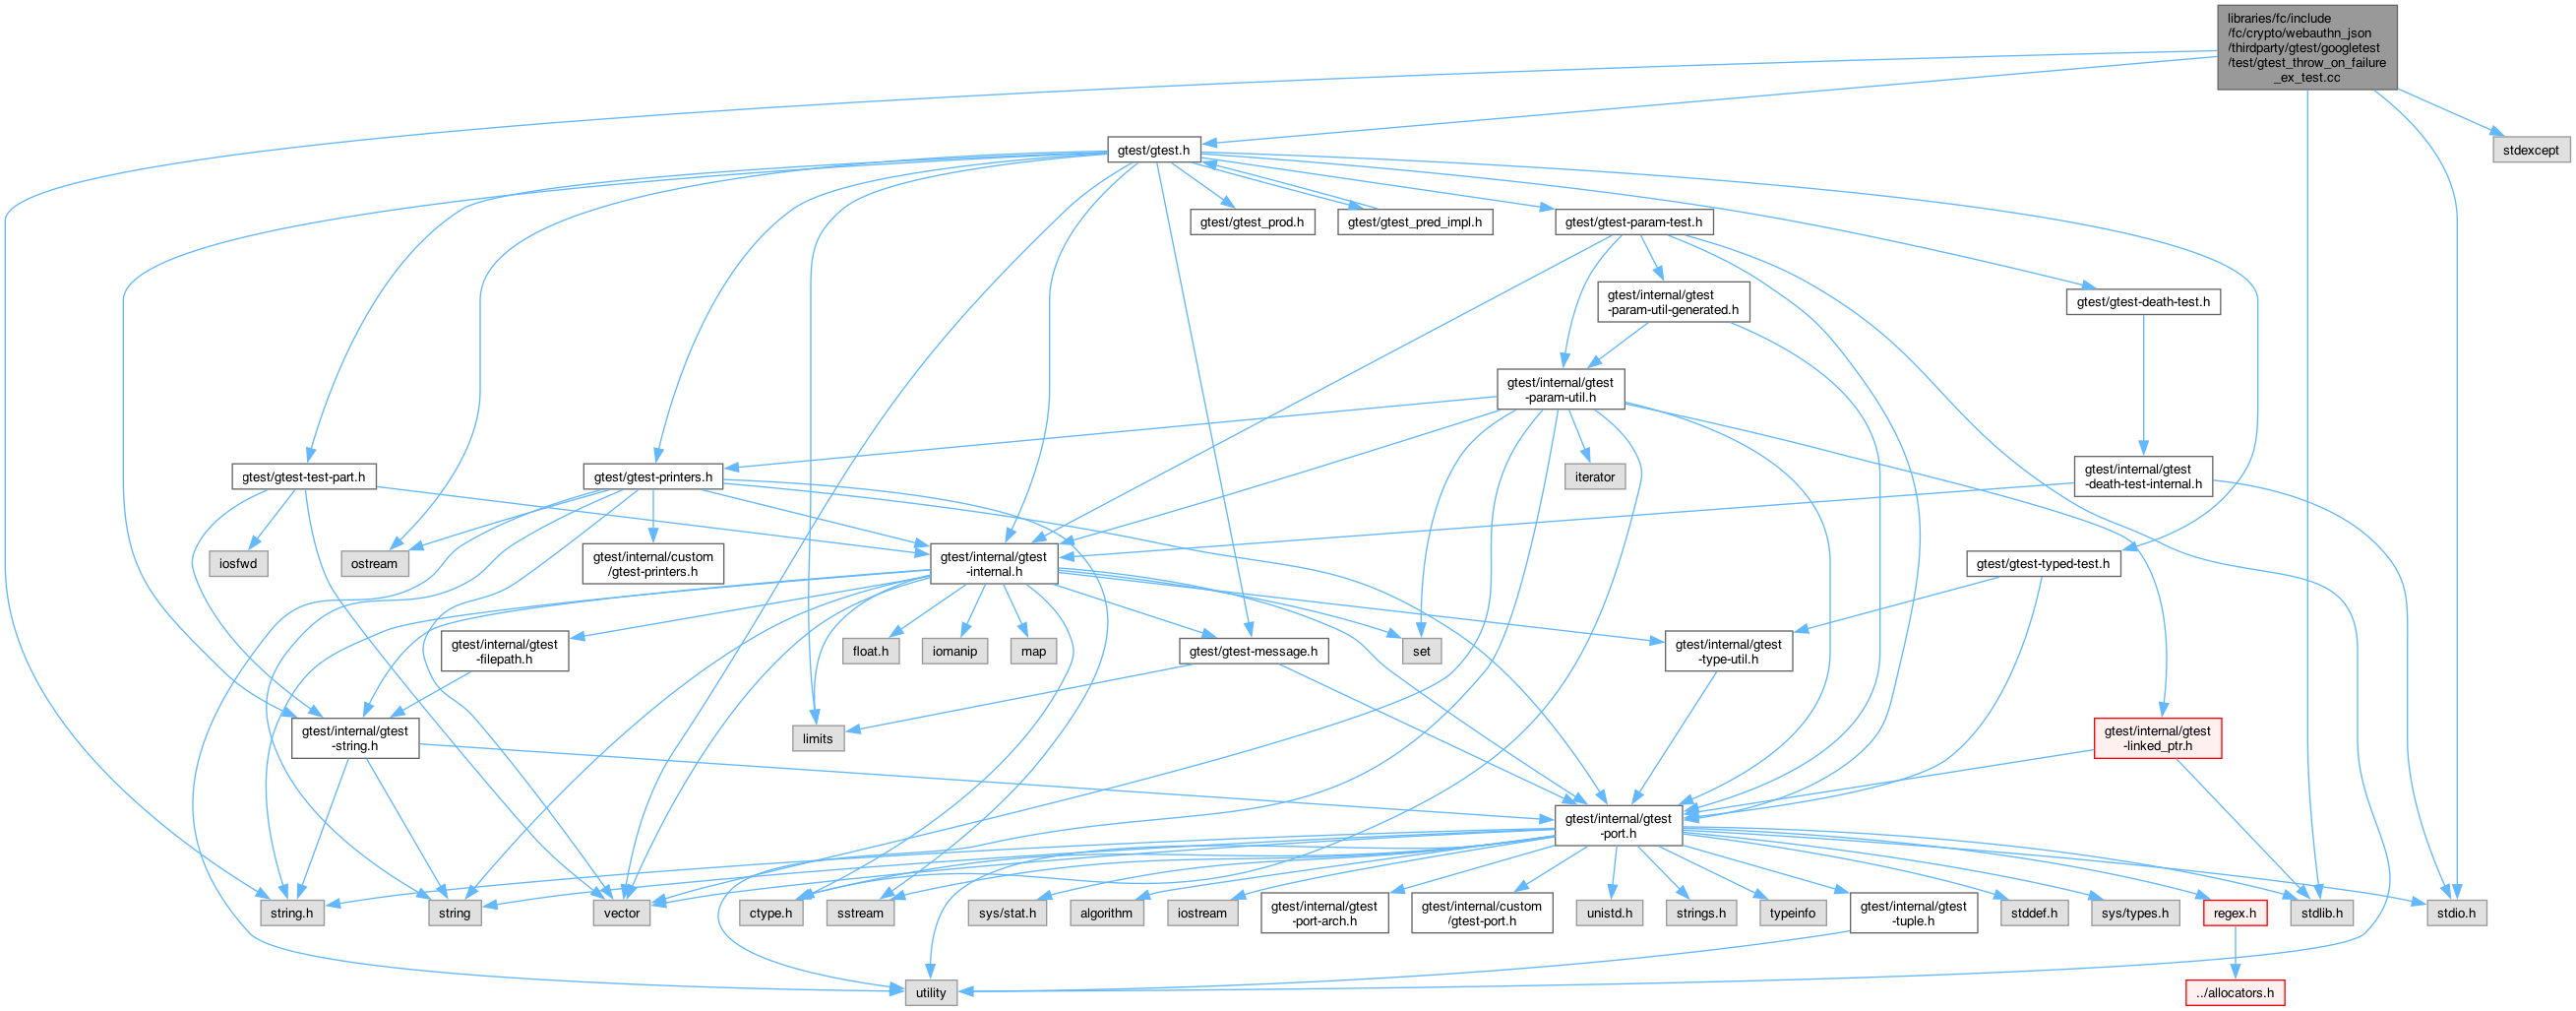 libraries/fc/include
/fc/crypto/webauthn_json
/thirdparty/gtest/googletest
/test/gtest_throw_on_failure
_ex_test.cc
gtest/gtest.h
stdexcept
gtest/gtest_prod.h
gtest/gtest_pred_impl.h
gtest/gtest-param-test.h
gtest/internal/gtest
-param-util-generated.h
gtest/gtest-death-test.h
gtest/internal/gtest
-param-util.h
gtest/gtest-test-part.h
gtest/gtest-printers.h
iterator
gtest/internal/gtest
-death-test-internal.h
iosfwd
ostream
gtest/internal/custom
/gtest-printers.h
gtest/internal/gtest
-internal.h
gtest/gtest-typed-test.h
gtest/internal/gtest
-filepath.h
float.h
iomanip
map
gtest/gtest-message.h
set
gtest/internal/gtest
-type-util.h
gtest/internal/gtest
-string.h
limits
gtest/internal/gtest
-linked_ptr.h
gtest/internal/gtest
-port.h
string.h
string
vector
ctype.h
sstream
sys/stat.h
algorithm
iostream
gtest/internal/gtest
-port-arch.h
gtest/internal/custom
/gtest-port.h
unistd.h
strings.h
typeinfo
gtest/internal/gtest
-tuple.h
stddef.h
sys/types.h
regex.h
stdlib.h
stdio.h
utility
../allocators.h